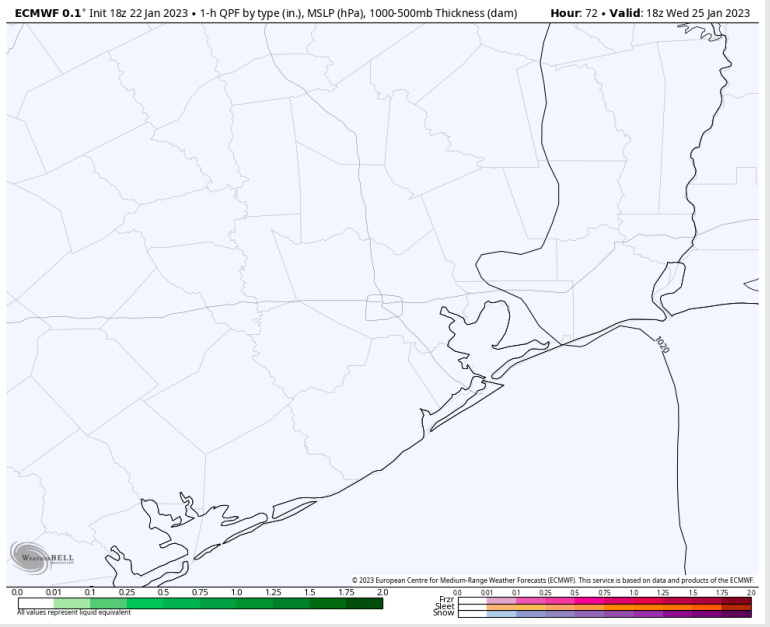 ECMWF 0.1° Init 18z 22 Jan 2023 • 1-h QPF by type (in.), MSLP (hPa), 1000-500mb Thickness (dam) Hour: 72 • Valid: 18z Wed 25 Jan 2023
1020
WEATHERBELL
© 2023 European Centre for Medium-Range Weather Forecasts (ECMWF). This service is based on data and products of the ECMWF.
0.0 0.01 0.1 0.25 0.5 0.75 1.0 1.25 1.5 1.75 2.0
0.0 0.01 0.1 0.25 0.5 0.75 1.0 1.25 1.5 1.75 2.0
Frzr
Sleet
Snow
All values represent liquid equivalent